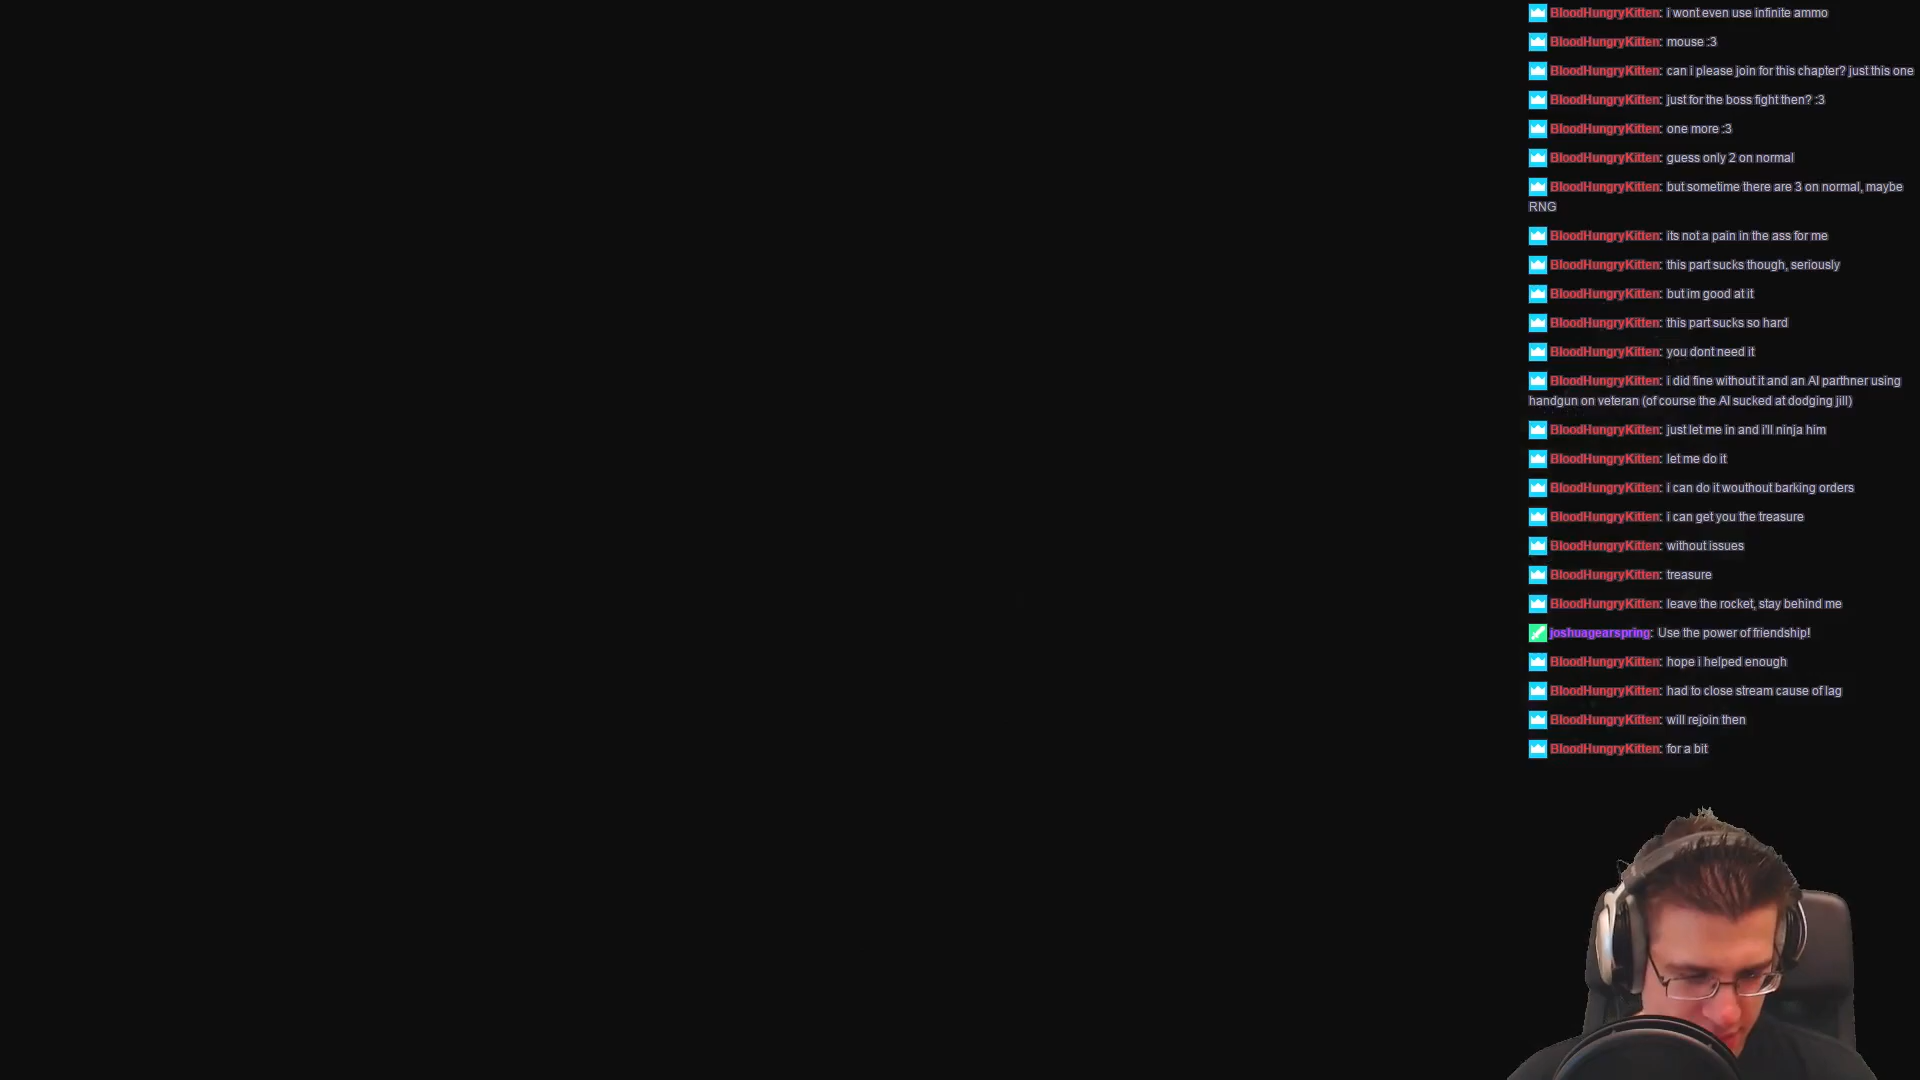 BloodHungryKitten: i wont even use infinite ammo
BloodHungryKitten: mouse :3
BloodHungryKitten: can i please join for this chapter? just this one
BloodHungryKitten: just for the boss fight then? :3
BloodHungryKitten: one more :3
BloodHungryKitten: guess only 2 on normal
BloodHungryKitten: but sometime there are 3 on normal, maybe
RNG
BloodHungryKitten: its not a pain in the ass for me
BloodHungryKitten: this part sucks though, seriously
BloodHungryKitten: but im good at it
BloodHungryKitten: this part sucks so hard
BloodHungryKitten: you dont need it
BloodHungryKitten: i did fine without it and an AI parthner using
handgun on veteran (of course the AI sucked at dodging jill)
BloodHungryKitten: just let me in and i'll ninja him
BloodHungryKitten: let me do it
BloodHungryKitten: i can do it wouthout barking orders
BloodHungryKitten: i can get you the treasure
BloodHungryKitten: without issues
BloodHungryKitten: treasure
BloodHungryKitten: leave the rocket, stay behind me
joshuagearspring: Use the power of friendship!
BloodHungryKitten: hope i helped enough
BloodHungryKitten: had to close stream cause of lag
BloodHungryKitten: will rejoin then
BloodHungryKitten: for a bit